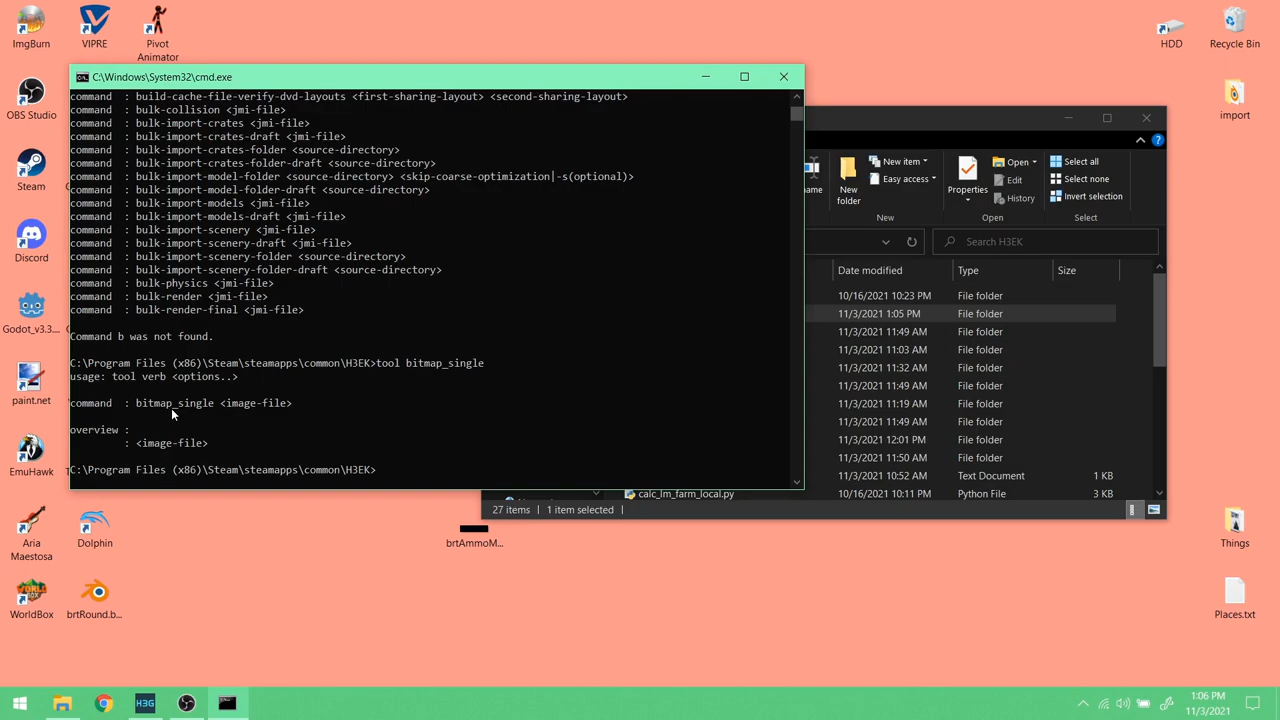 ImgBurn
VIPRE
Pivot
Animator
OBS Studio
Steam
Discord
Godot_v3.3...
paint.net
EmuHawk
Aria
Maestosa
Dolphin
WorldBox
brtRound.b...
HDD
Recycle Bin
import
Things
Places.txt
brtAmmoM...
C:\Windows\System32\cmd.exe
command : build-cache-file-verify-dvd-layouts <first-sharing-layout> <second-sharing-layout>
command : bulk-collision <jmi-file>
command : bulk-import-crates <jmi-file>
command : bulk-import-crates-draft <jmi-file>
command : bulk-import-crates-folder <source-directory>
command : bulk-import-crates-folder-draft <source-directory>
command : bulk-import-model-folder <source-directory> <skip-coarse-optimization|-s(optional)>
command : bulk-import-model-folder-draft <source-directory>
command : bulk-import-models <jmi-file>
command : bulk-import-models-draft <jmi-file>
command : bulk-import-scenery <jmi-file>
command : bulk-import-scenery-draft <jmi-file>
command : bulk-import-scenery-folder <source-directory>
command : bulk-import-scenery-folder-draft <source-directory>
command : bulk-physics <jmi-file>
command : bulk-render <jmi-file>
command : bulk-render-final <jmi-file>
Command b was not found.
C:\Program Files (x86)\Steam\steamapps\common\H3EK>tool bitmap_single
usage: tool verb <options..>
command : bitmap_single <image-file>
overview :
: <image-file>
C:\Program Files (x86)\Steam\steamapps\common\H3EK>
New item
Easy access
New
folder
New
Properties
Open
Edit
History
Open
Select all
Select none
Invert selection
Select
Search H3EK
Date modified Type Size
10/16/2021 10:23 PM File folder
11/3/2021 1:05 PM File folder
11/3/2021 11:49 AM File folder
11/3/2021 11:03 AM File folder
11/3/2021 11:32 AM File folder
11/3/2021 11:49 AM File folder
11/3/2021 11:19 AM File folder
11/3/2021 11:49 AM File folder
11/3/2021 12:01 PM File folder
11/3/2021 11:50 AM File folder
11/3/2021 10:52 AM Text Document 1 KB
calc_lm_farm_local.py 10/16/2021 10:11 PM Python File 3 KB
27 items 1 item selected
H3G
1:06 PM
11/3/2021